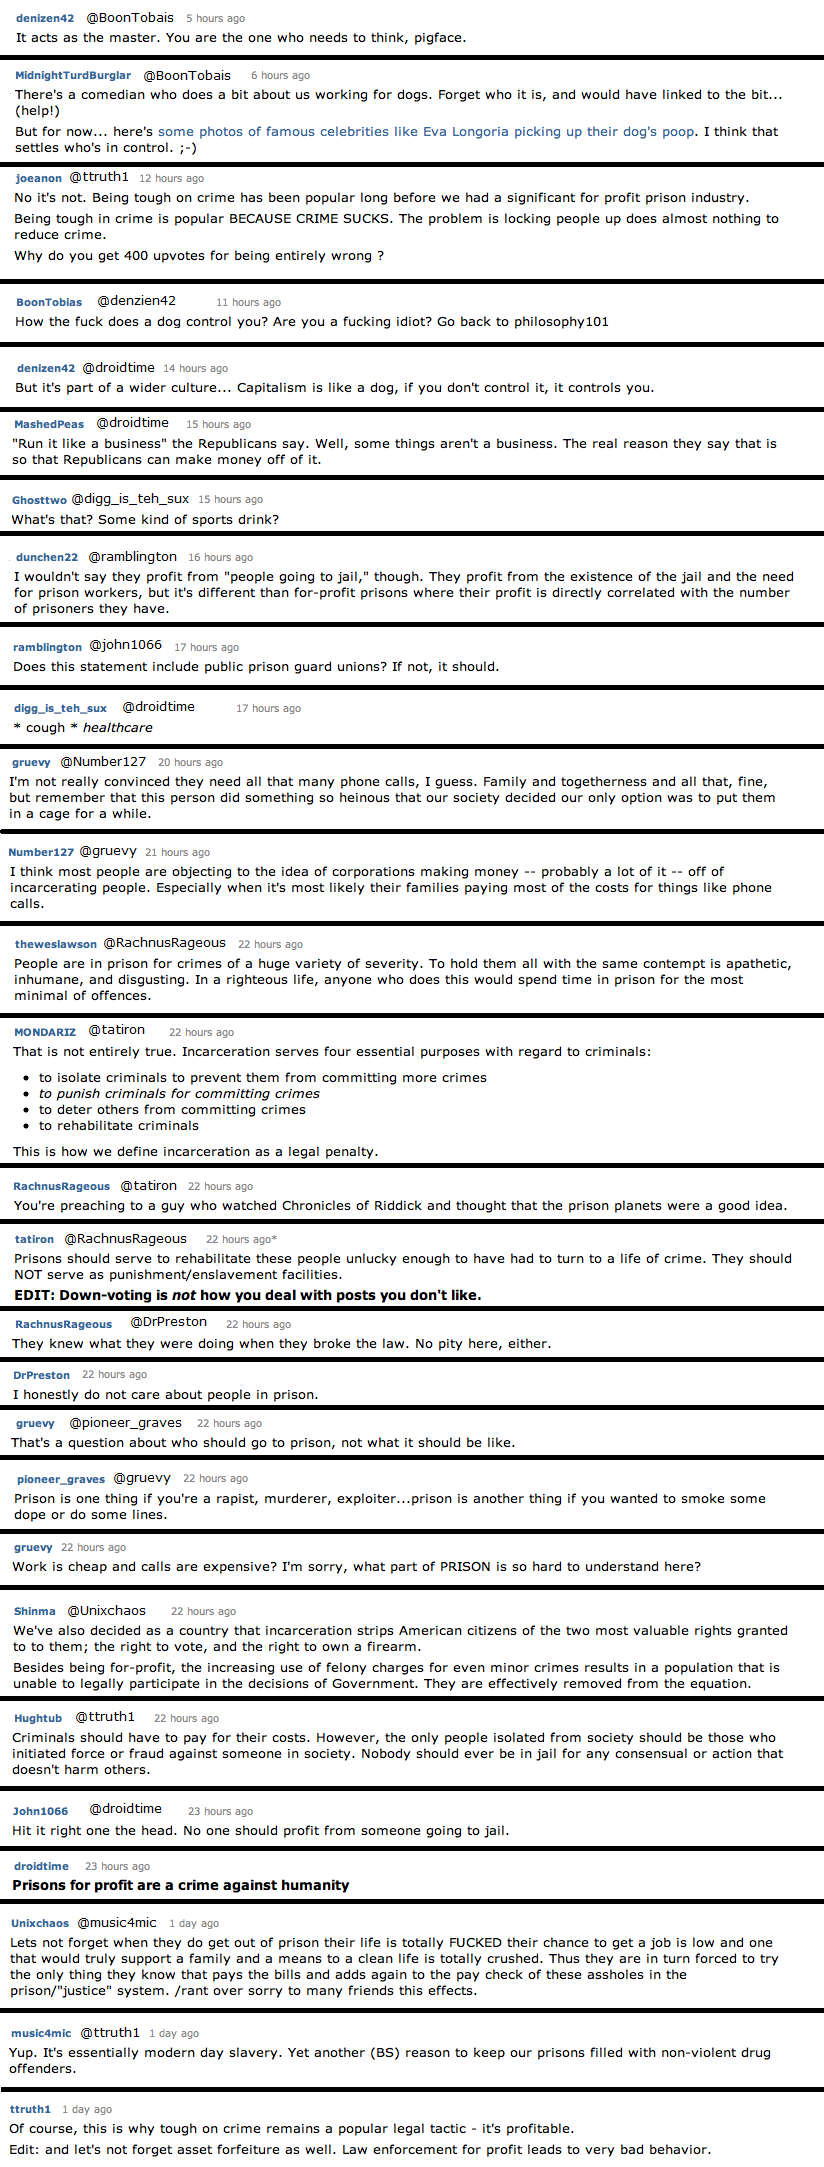 denizen42 @BoonTobais 5 hours ago
It acts as the master. You are the one who needs to think, pigface.
MidnightTurdBurglar @BoonTobais 6 hours ago
There's a comedian who does a bit about us working for dogs. Forget who it is, and would have linked to the bit...
(help!)
But for now... here's some photos of famous celebrities like Eva Longoria picking up their dog's poop. I think that
settles who's in control. ;-)
joeanon @ttruth1 12 hours ago
No it's not. Being tough on crime has been popular long before we had a significant for profit prison industry.
Being tough in crime is popular BECAUSE CRIME SUCKS. The problem is locking people up does almost nothing to
reduce crime.
Why do you get 400 upvotes for being entirely wrong ?
BoonTobias @denzien42 11 hours ago
How the fuck does a dog control you? Are you a fucking idiot? Go back to philosophy101
denizen42 @droidtime 14 hours ago
But it's part of a wider culture... Capitalism is like a dog, if you don't control it, it controls you.
MashedPeas @droidtime 15 hours ago
"Run it like a business" the Republicans say. Well, some things aren't a business. The real reason they say that is
so that Republicans can make money off of it.
Ghosttwo @digg_is_teh_sux 15 hours ago
What's that? Some kind of sports drink?
dunchen22 @ramblington 16 hours ago
I wouldn't say they profit from "people going to jail," though. They profit from the existence of the jail and the need
for prison workers, but it's different than for-profit prisons where their profit is directly correlated with the number
of prisoners they have.
ramblington @john1066 17 hours ago
Does this statement include public prison guard unions? If not, it should.
digg_is_teh_sux @droidtime 17 hours ago
* cough * healthcare
gruevy @Number127 20 hours ago
I'm not really convinced they need all that many phone calls, I guess. Family and togetherness and all that, fine,
but remember that this person did something so heinous that our society decided our only option was to put them
in a cage for a while.
Number127 @gruevy 21 hours ago
I think most people are objecting to the idea of corporations making money -- probably a lot of it -- off of
incarcerating people. Especially when it's most likely their families paying most of the costs for things like phone
calls.
theweslawson @RachnusRageous 22 hours ago
People are in prison for crimes of a huge variety of severity. To hold them all with the same contempt is apathetic,
inhumane, and disgusting. In a righteous life, anyone who does this would spend time in prison for the most
minimal of offences.
MONDARIZ @tatiron 22 hours ago
That is not entirely true. Incarceration serves four essential purposes with regard to criminals:
• to isolate criminals to prevent them from committing more crimes
• to punish criminals for committing crimes
• to deter others from committing crimes
• to rehabilitate criminals
This is how we define incarceration as a legal penalty.
RachnusRageous @tatiron 22 hours ago
You're preaching to a guy who watched Chronicles of Riddick and thought that the prison planets were a good idea.
tatiron @RachnusRageous 22 hours ago*
Prisons should serve to rehabilitate these people unlucky enough to have had to turn to a life of crime. They should
NOT serve as punishment/enslavement facilities.
EDIT: Down-voting is not how you deal with posts you don't like.
RachnusRageous @DrPreston 22 hours ago
They knew what they were doing when they broke the law. No pity here, either.
DrPreston 22 hours ago
I honestly do not care about people in prison.
gruevy @pioneer_graves 22 hours ago
That's a question about who should go to prison, not what it should be like.
pioneer_graves @gruevy 22 hours ago
Prison is one thing if you're a rapist, murderer, exploiter...prison is another thing if you wanted to smoke some
dope or do some lines.
gruevy 22 hours ago
Work is cheap and calls are expensive? I'm sorry, what part of PRISON is so hard to understand here?
Shinma @Unixchaos 22 hours ago
We've also decided as a country that incarceration strips American citizens of the two most valuable rights granted
to to them; the right to vote, and the right to own a firearm.
Besides being for-profit, the increasing use of felony charges for even minor crimes results in a population that is
unable to legally participate in the decisions of Government. They are effectively removed from the equation.
Hughtub @ttruth1 22 hours ago
Criminals should have to pay for their costs. However, the only people isolated from society should be those who
initiated force or fraud against someone in society. Nobody should ever be in jail for any consensual or action that
doesn't harm others.
John1066 @droidtime 23 hours ago
Hit it right one the head. No one should profit from someone going to jail.
droidtime 23 hours ago
Prisons for profit are a crime against humanity
Unixchaos @music4mic 1 day ago
Lets not forget when they do get out of prison their life is totally FUCKED their chance to get a job is low and one
that would truly support a family and a means to a clean life is totally crushed. Thus they are in turn forced to try
the only thing they know that pays the bills and adds again to the pay check of these assholes in the
prison/"justice" system. /rant over sorry to many friends this effects.
music4mic @ttruth1 1 day ago
Yup. It's essentially modern day slavery. Yet another (BS) reason to keep our prisons filled with non-violent drug
offenders.
ttruth1 1 day ago
Of course, this is why tough on crime remains a popular legal tactic - it's profitable.
Edit: and let's not forget asset forfeiture as well. Law enforcement for profit leads to very bad behavior.